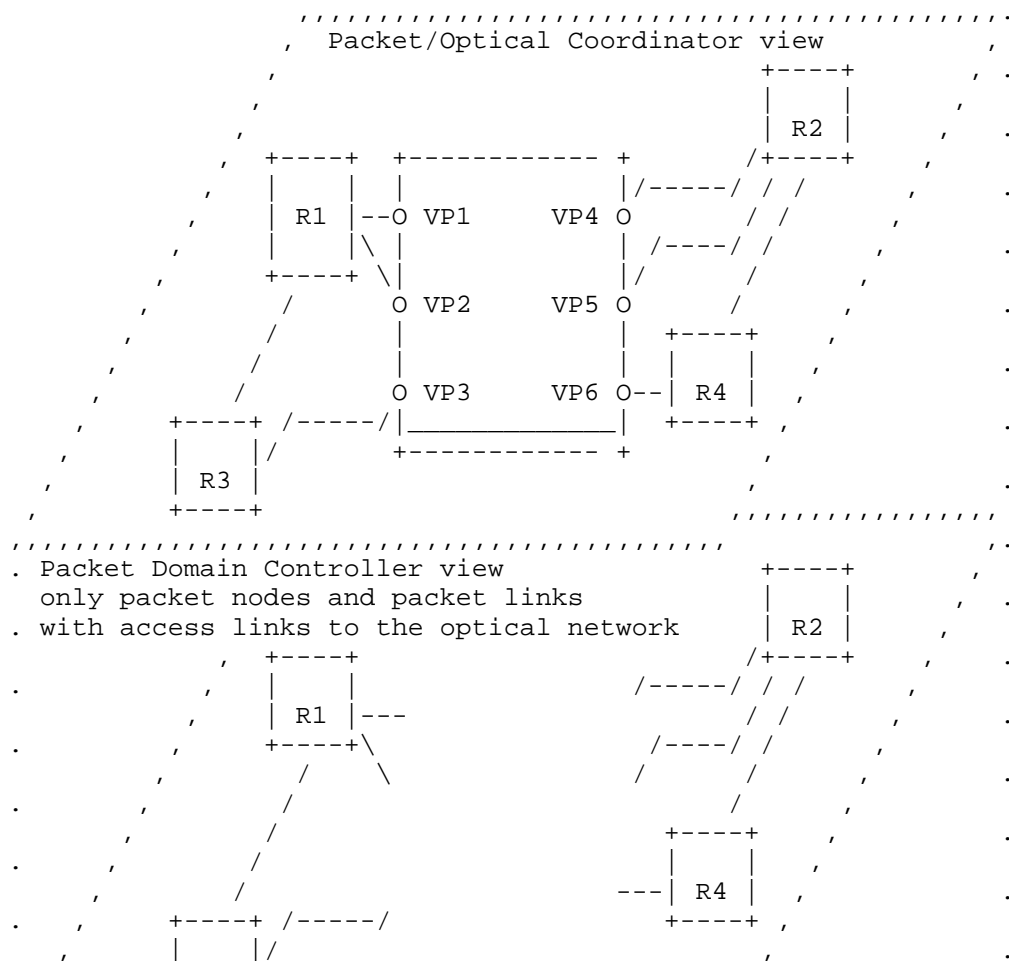 Packet/Optical Coordinator view
R2
R1 VP1 VP4
VP2 VP5
VP3 VP6 R4
R3
Packet Domain Controller view
only packet nodes and packet links
with access links to the optical network R2
R1
R4